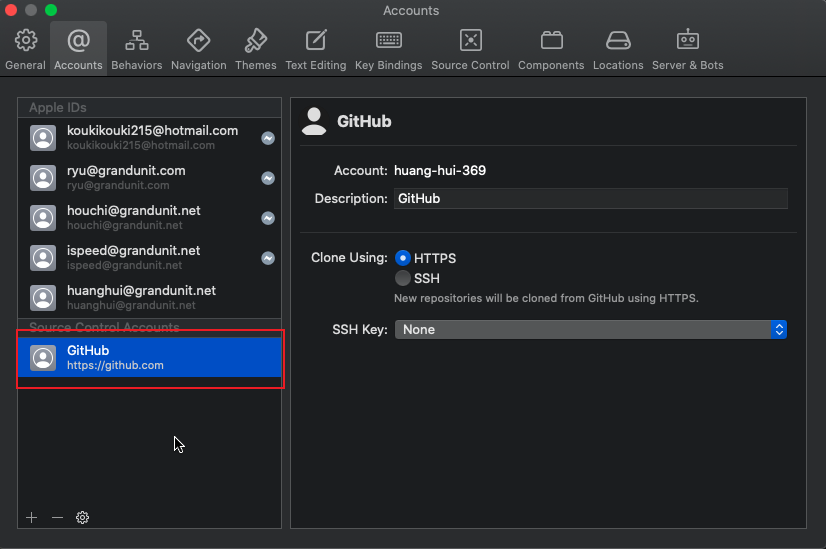 Accounts
General Accounts Behaviors Navigation Themes Text Editing Key Bindings Source Control Components Locations Server & Bots
Apple IDs
koukikouki215@hotmail.com
koukikouki215@hotmail.com
ryu@grandunit.com
ryu@grandunit.com
houchi@grandunit.net
houchi@grandunit.net
ispeed@grandunit.net
ispeed@grandunit.net
huanghui@grandunit.net
huanghui@grandunit.net
Source Control Accounts
GitHub
https://github.com
GitHub
Account: huang-hui-369
Description: GitHub
Clone Using: HTTPS
SSH
New repositories will be cloned from GitHub using HTTPS.
SSH Key: None